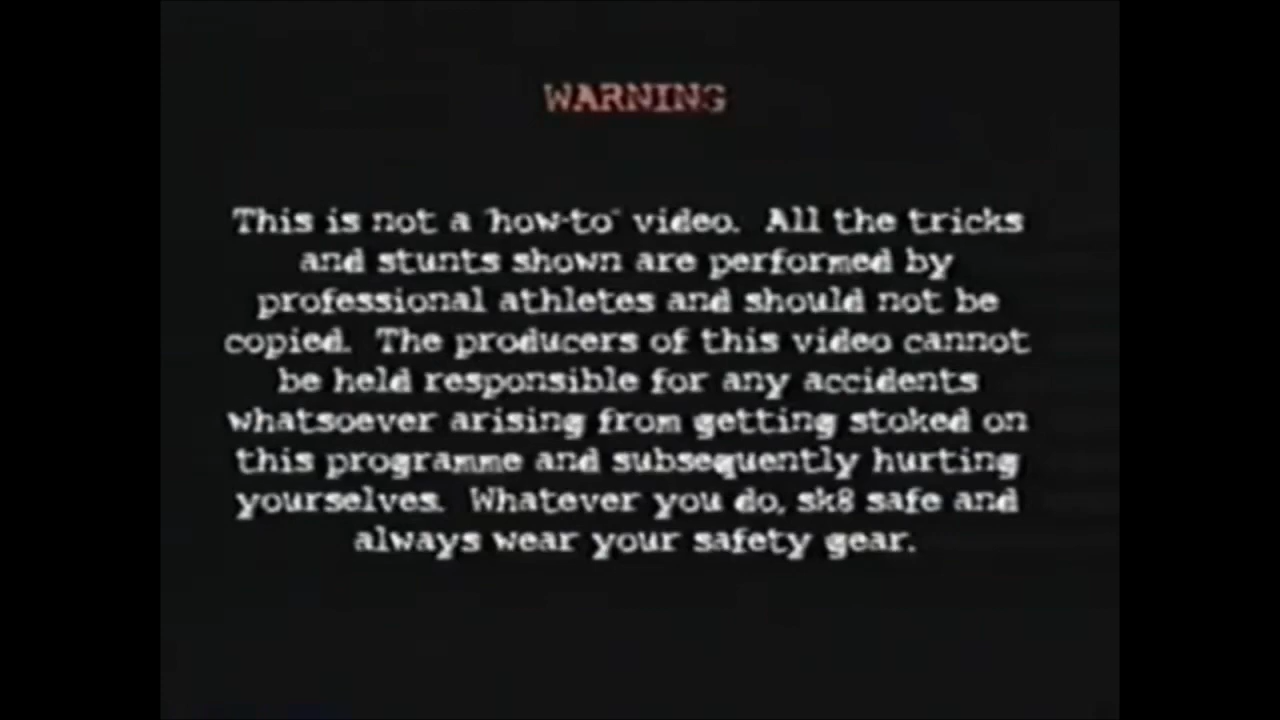 WARNING
This is not a "how-to" video. All the tricks
and stunts shown are performed by
professional athletes and should not be
copied. The producers of this video cannot
be held responsible for any accidents
whatsoever arising from getting stoked on
this programme and subsequently hurting
yourselves. Whatever you do, sk8 safe and
always wear your safety gear.